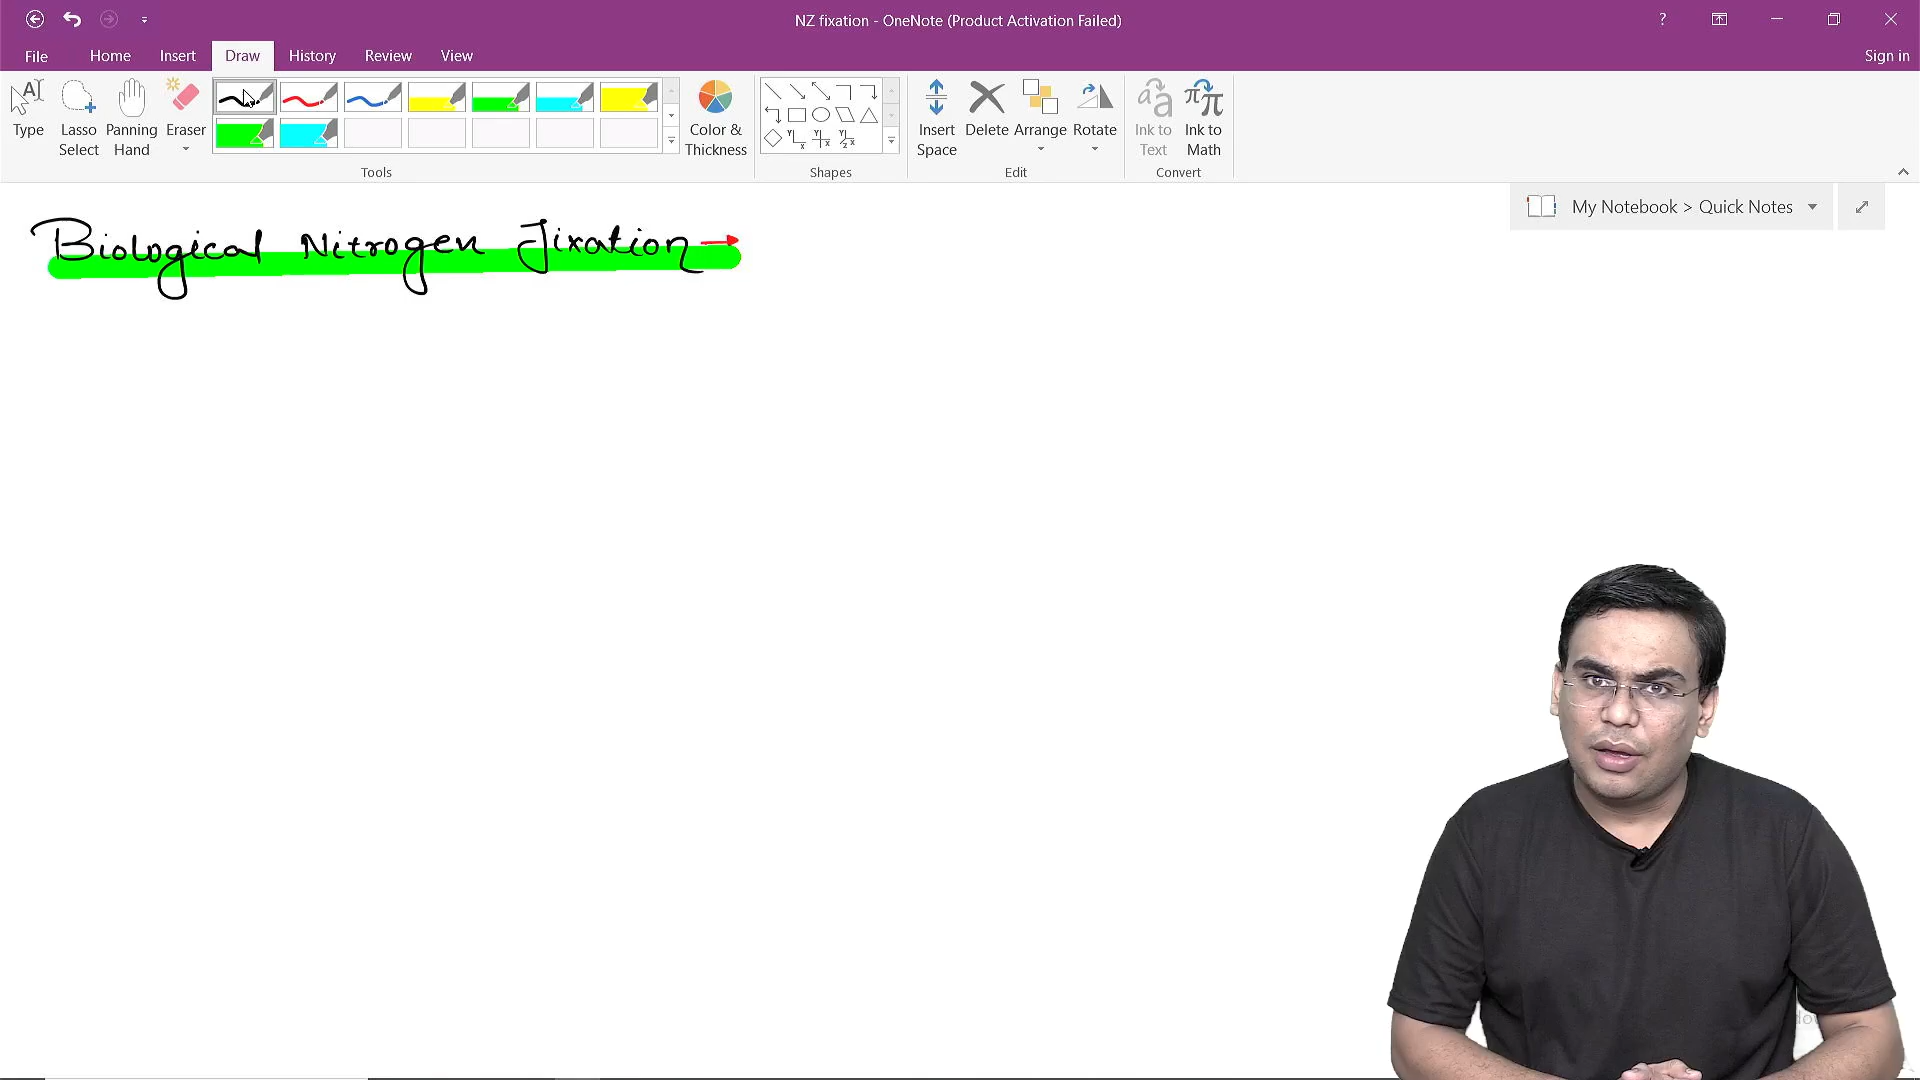 NZ fixation - OneNote (Product Activation Failed)
?
File Home Insert Draw History Review View Sign in
Type
Lasso Select
Panning Hand
Eraser
Color & Thickness
Insert Space
Delete
Arrange
Rotate
Ink to Text
Ink to Math
Tools Shapes Edit Convert
My Notebook > Quick Notes
Biological Nitrogen Fixation